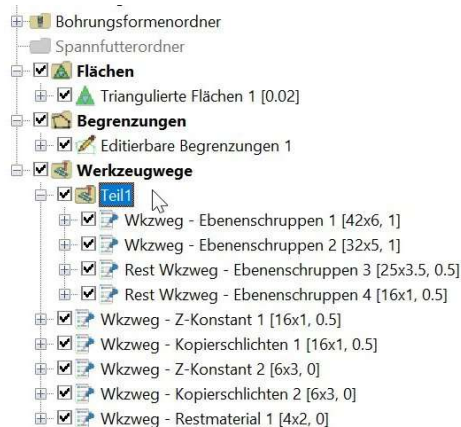 Bohrungsformenordner
Spannfutterordner
Flächen
Triangulierte Flächen 1 [0.02]
Begrenzungen
Editierbare Begrenzungen 1
Werkzeugwege
Teil1
Wkzweg - Ebenenschruppen 1 [42x6, 1]
Wkzweg - Ebenenschruppen 2 [32x5, 1]
Rest Wkzweg - Ebenenschruppen 3 [25x3.5, 0.5]
Rest Wkzweg - Ebenenschruppen 4 [16x1, 0.5]
Wkzweg - Z-Konstant 1 [16x1, 0.5]
Wkzweg - Kopierschlichten 1 [16x1, 0.5]
Wkzweg - Z-Konstant 2 [6x3, 0]
Wkzweg - Kopierschlichten 2 [6x3, 0]
Wkzweg - Restmaterial 1 [4x2, 0]